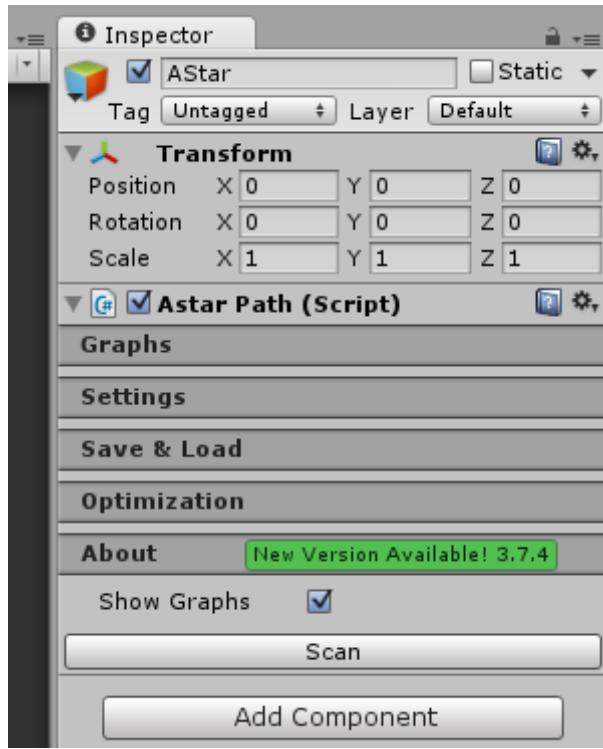 Inspector
AStar Static
Tag Untagged Layer Default
Transform
Position X 0 Y 0 Z 0
Rotation X 0 Y 0 Z 0
Scale X 1 Y 1 Z 1
Astar Path (Script)
Graphs
Settings
Save & Load
Optimization
About New Version Available! 3.7.4
Show Graphs
Scan
Add Component